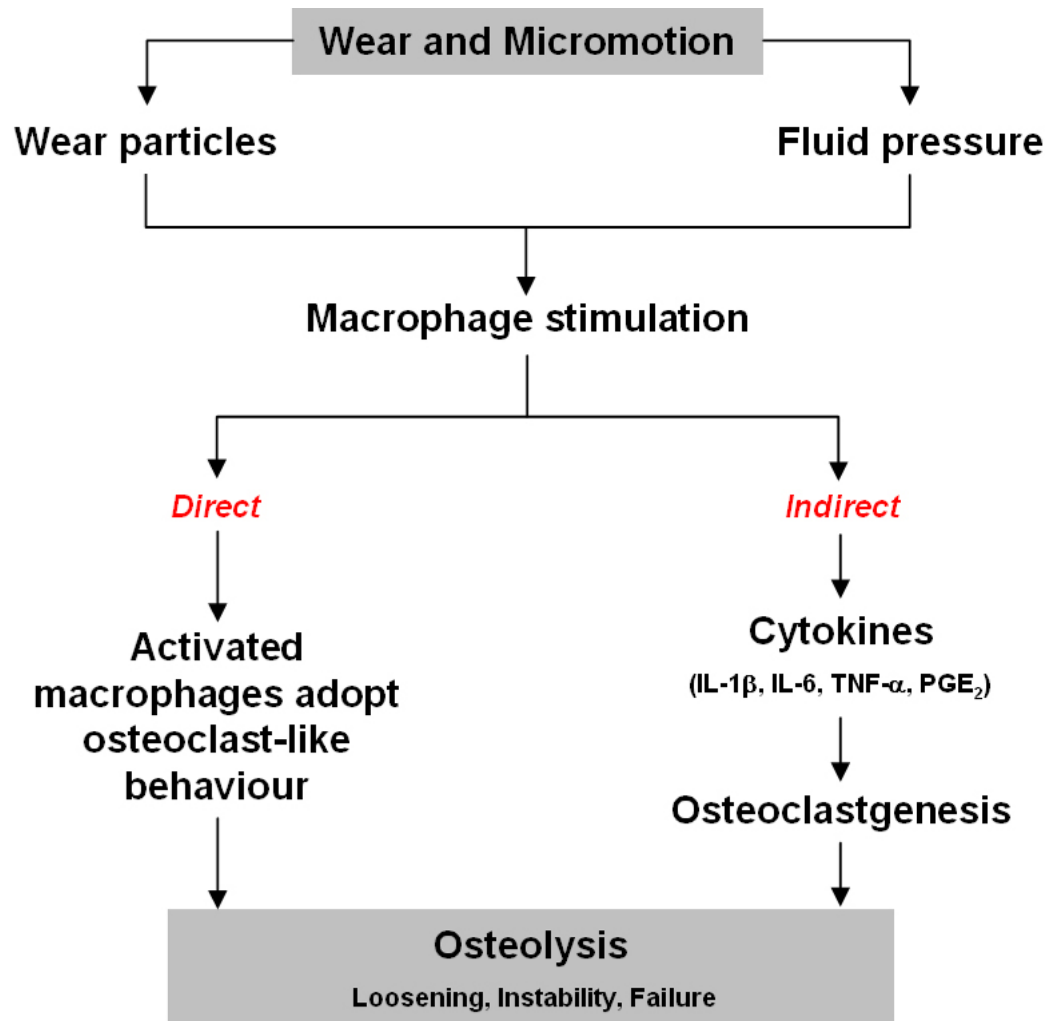 Wear and Micromotion
Wear particles
Fluid pressure
Macrophage stimulation
Direct
Indirect
Activated
macrophages adopt
osteoclast-like
behaviour
Cytokines
(IL-1β, IL-6, TNF-α, PGE₂)
Osteoclastgenesis
Osteolysis
Loosening, Instability, Failure